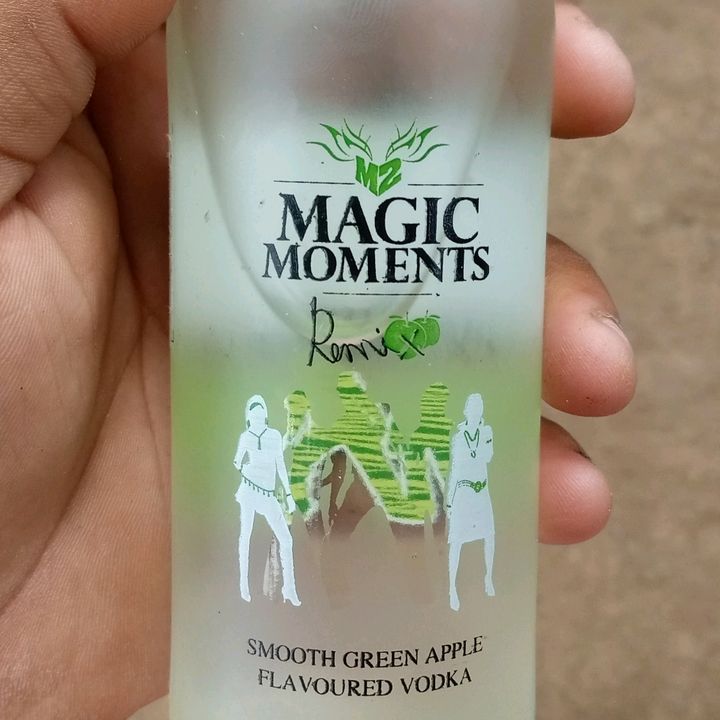 M2
MAGIC
MOMENTS
Remix
SMOOTH GREEN APPLE
FLAVOURED VODKA